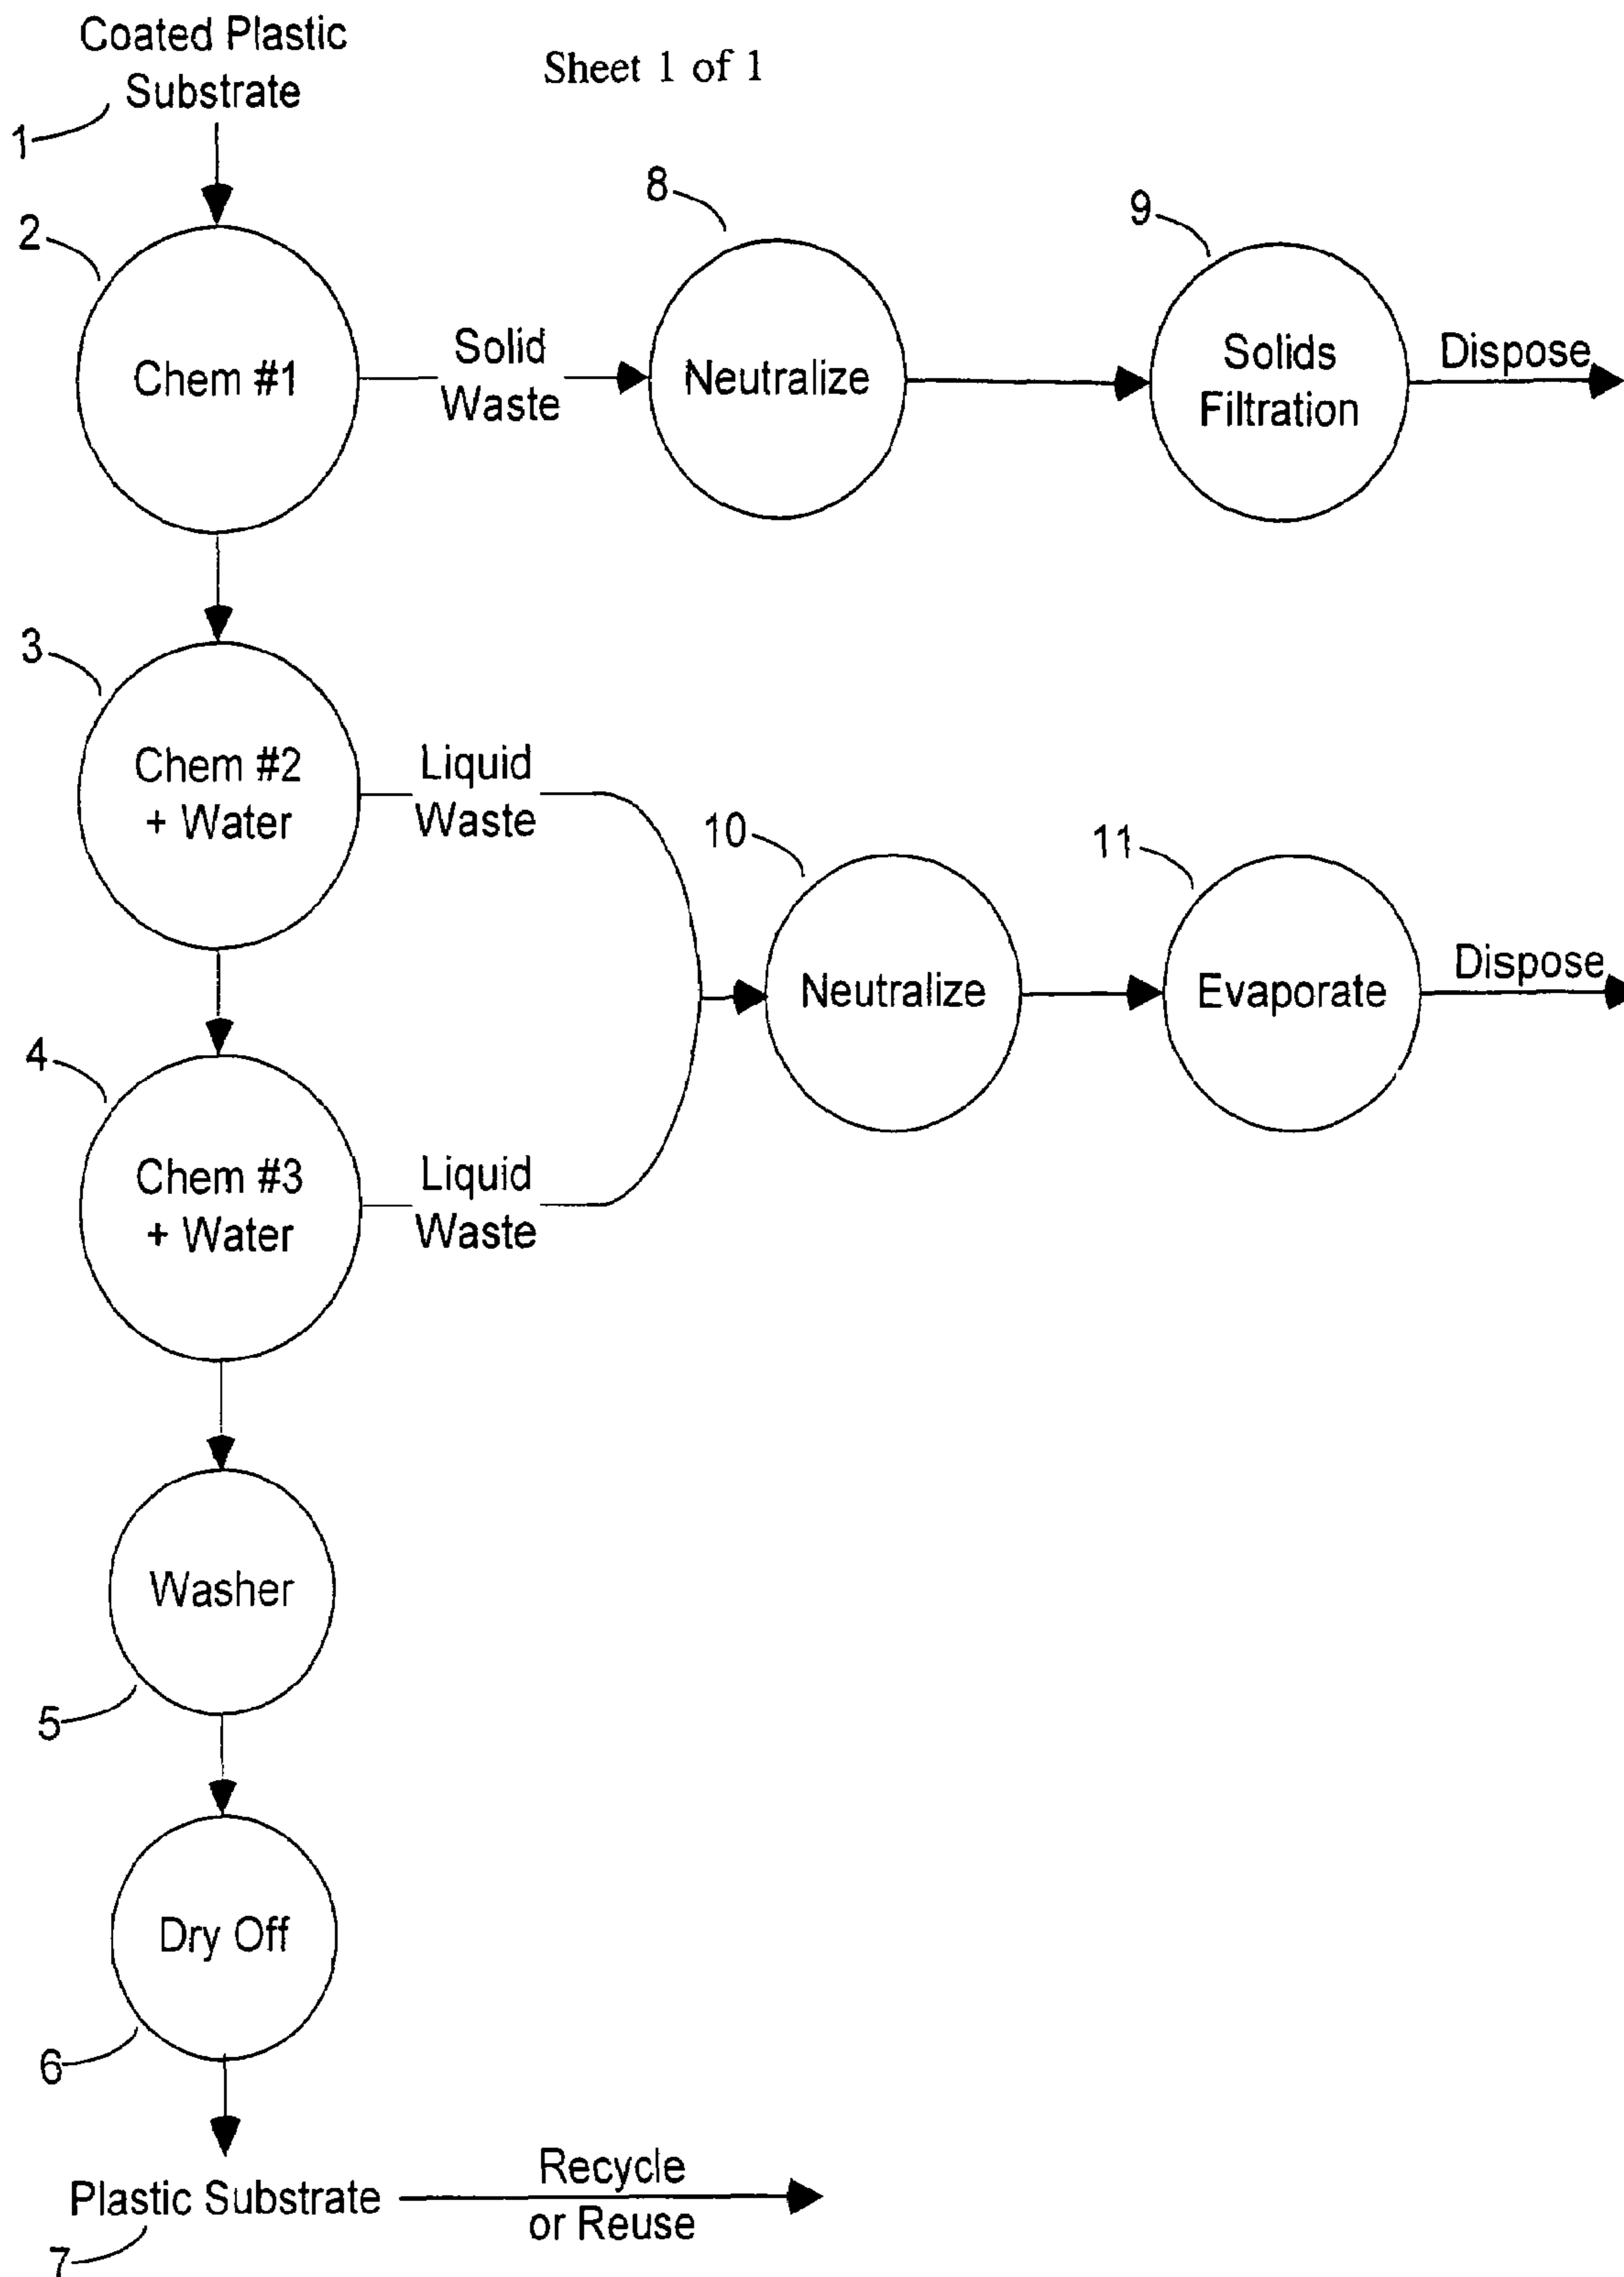 Coated Plastic
Substrate
Sheet 1 of 1
1
2
8
9
Chem #1
Solid
Waste
Neutralize
Solids
Filtration
Dispose
3
Chem #2
+ Water
Liquid
Waste
10
11
Neutralize
Evaporate
Dispose
4
Chem #3
+ Water
Liquid
Waste
Washer
5
Dry Off
6
Plastic Substrate
Recycle
or Reuse
7